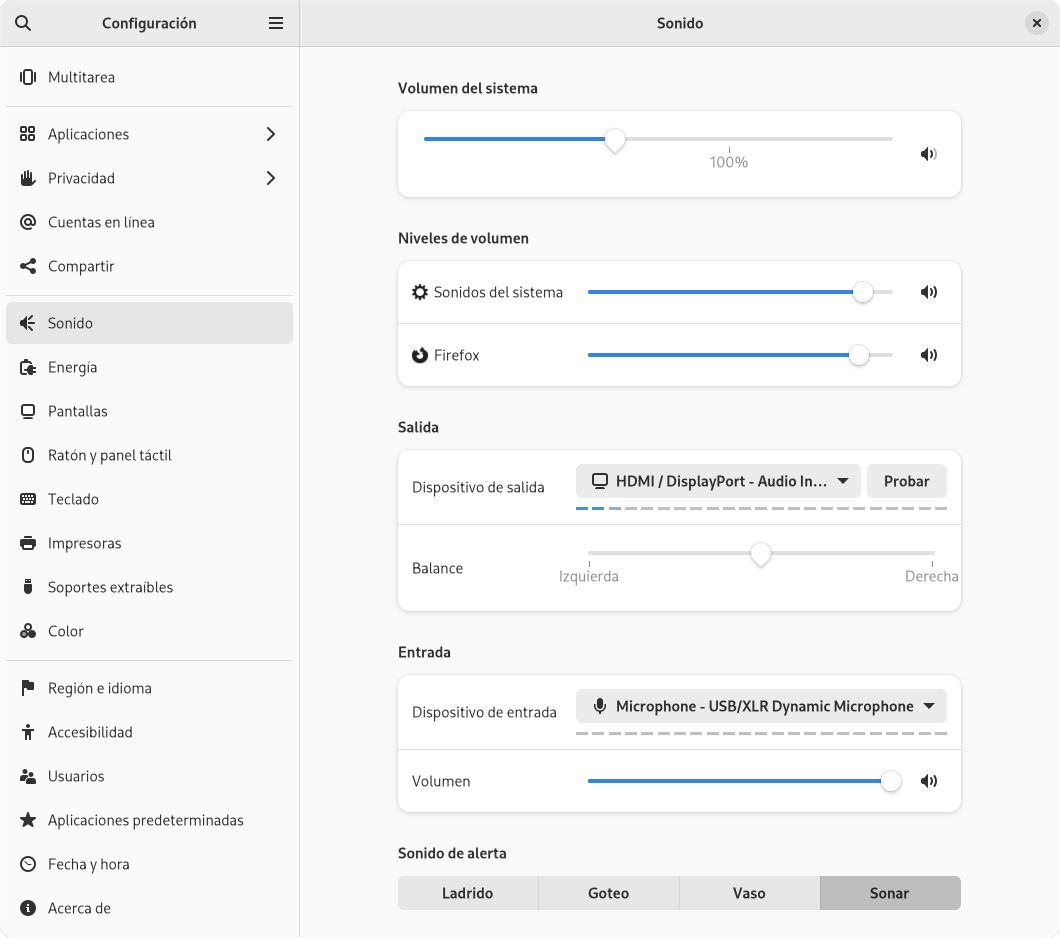 Configuración
Sonido
Multitarea
Aplicaciones
Privacidad
Cuentas en línea
Compartir
Sonido
Energía
Pantallas
Ratón y panel táctil
Teclado
Impresoras
Soportes extraíbles
Color
Región e idioma
Accesibilidad
Usuarios
Aplicaciones predeterminadas
Fecha y hora
Acerca de
Volumen del sistema
100%
Niveles de volumen
Sonidos del sistema
Firefox
Salida
Dispositivo de salida
HDMI / DisplayPort - Audio In…
Probar
Balance
Izquierda
Derecha
Entrada
Dispositivo de entrada
Microphone - USB/XLR Dynamic Microphone
Volumen
Sonido de alerta
Ladrido
Goteo
Vaso
Sonar